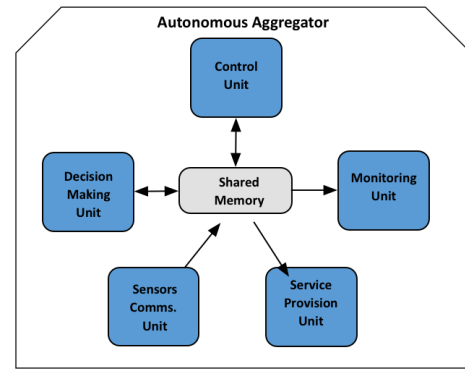 Autonomous Aggregator
Control
Unit
Decision
Making
Unit
Shared
Memory
Monitoring
Unit
Sensors
Comms.
Unit
Service
Provision
Unit